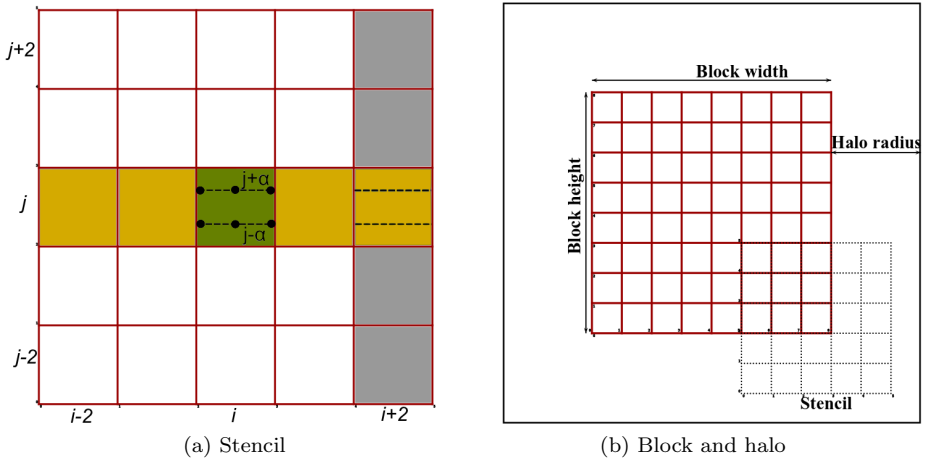 j+2
j
j-2
j+α
j-α
i-2
i
i+2
(a) Stencil
Block width
Halo radius
Block height
Stencil
(b) Block and halo